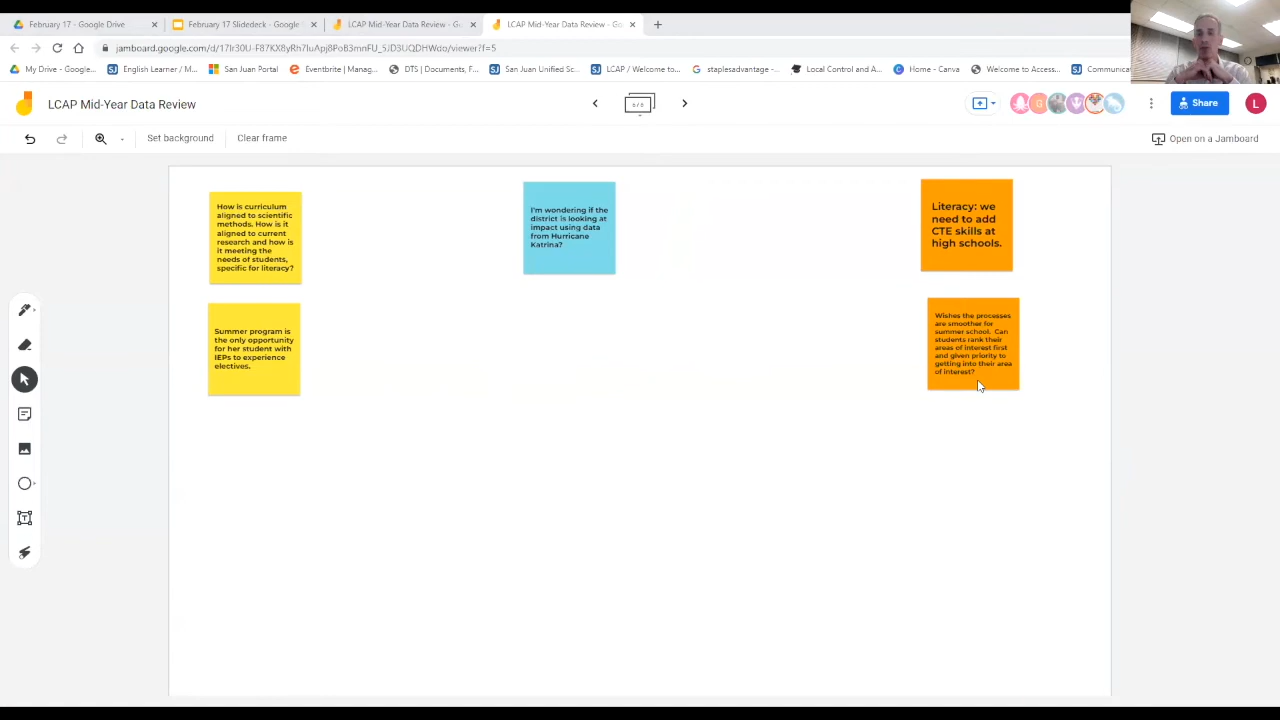 February 17 - Google Drive
February 17 Slidedeck - Google
LCAP Mid-Year Data Review - Go
LCAP Mid-Year Data Review - Go
jamboard.google.com/d/
/viewer?f=5
My Drive - Google...
English Learner / M...
San Juan Portal
Eventbrite | Manag...
DTS | Documents, F...
San Juan Unified Sc...
LCAP / Welcome to...
staplesadvantage -...
Local Control and A...
Home - Canva
Welcome to Access...
Communica
LCAP Mid-Year Data Review
6 / 6
G
Share
L
Set background
Clear frame
Open on a Jamboard
How is curriculum
aligned to scientific
methods. How is it
aligned to current
research and how is
it meeting the
needs of students,
specific for literacy?
I'm wondering if the
district is looking at
impact using data
from Hurricane
Katrina?
Literacy: we
need to add
CTE skills at
high schools.
Summer program is
the only opportunity
for her student with
IEPs to experience
electives.
Wishes the processes
are smoother for
summer school. Can
students rank their
areas of interest first
and given priority to
getting into their area
of interest?